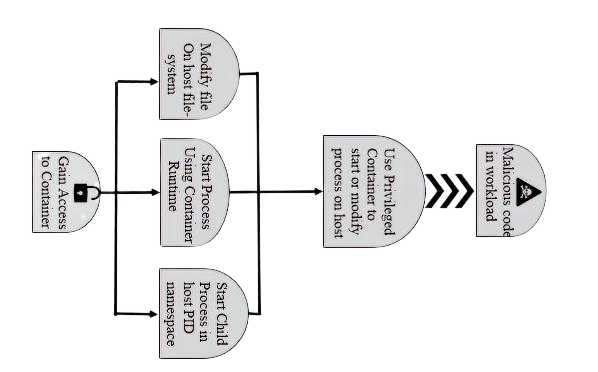 Gain Access
to Container
Modify file
On host file-
system
Start Process
Using Container
Runtime
Start Child
Process in
host PID
namespace
Use Privileged
Container to
start or modify
process on host
Malicious code
in workload